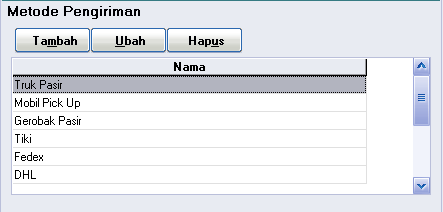 Metode Pengiriman
Tambah Ubah Hapus
Nama
Truk Pasir
Mobil Pick Up
Gerobak Pasir
Tiki
Fedex
DHL